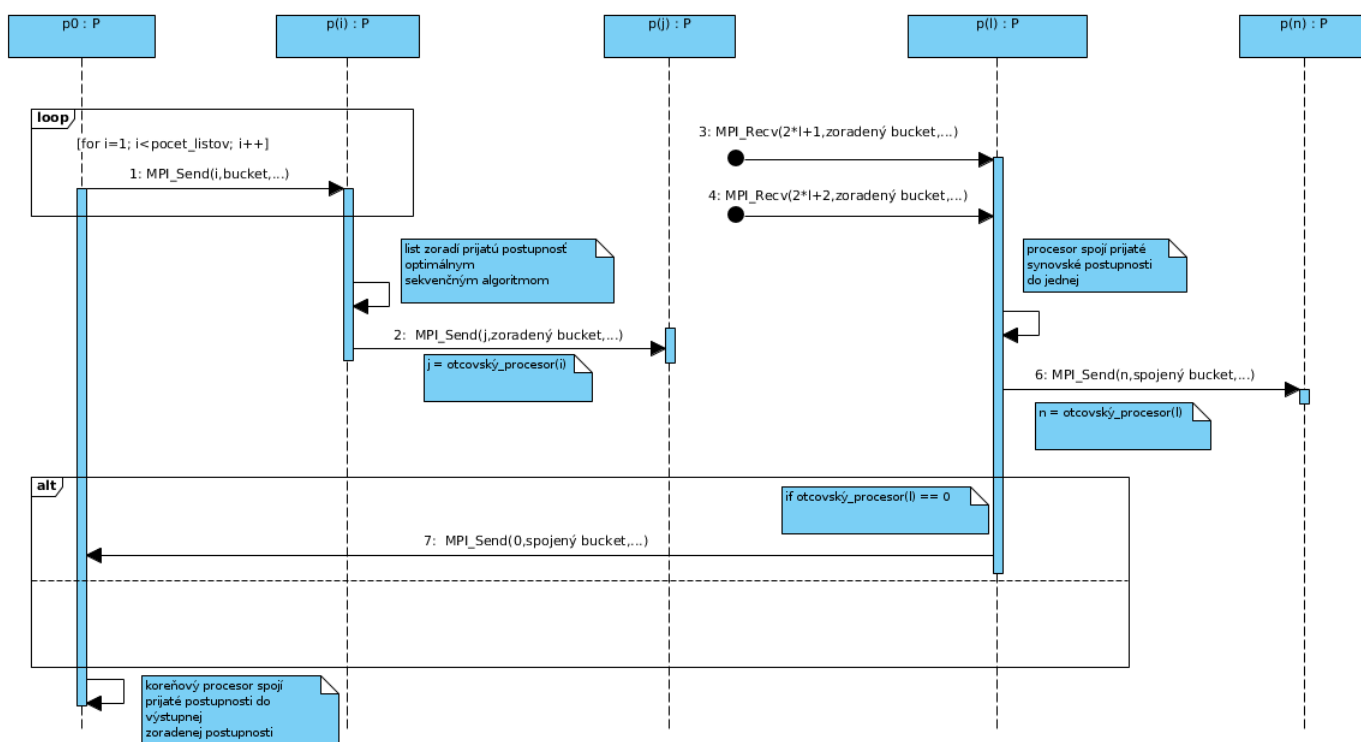 p0 : P
p(i) : P
p(j) : P
p(l) : P
p(n) : P
loop
[for i=1; i<pocet_listov; i++]
1: MPI_Send(i,bucket,...)
3: MPI_Recv(2*l+1,zoradený bucket,...)
4: MPI_Recv(2*l+2,zoradený bucket,...)
list zoradí prijatú postupnosť
optimálnym
sekvenčným algoritmom
procesor spojí prijaté
synovské postupnosti
do jednej
2: MPI_Send(j,zoradený bucket,...)
j = otcovský_procesor(i)
6: MPI_Send(n,spojený bucket,...)
n = otcovský_procesor(l)
alt
if otcovský_procesor(l) == 0
7: MPI_Send(0,spojený bucket,...)
koreňový procesor spojí
prijaté postupnosti do
výstupnej
zoradenej postupnosti